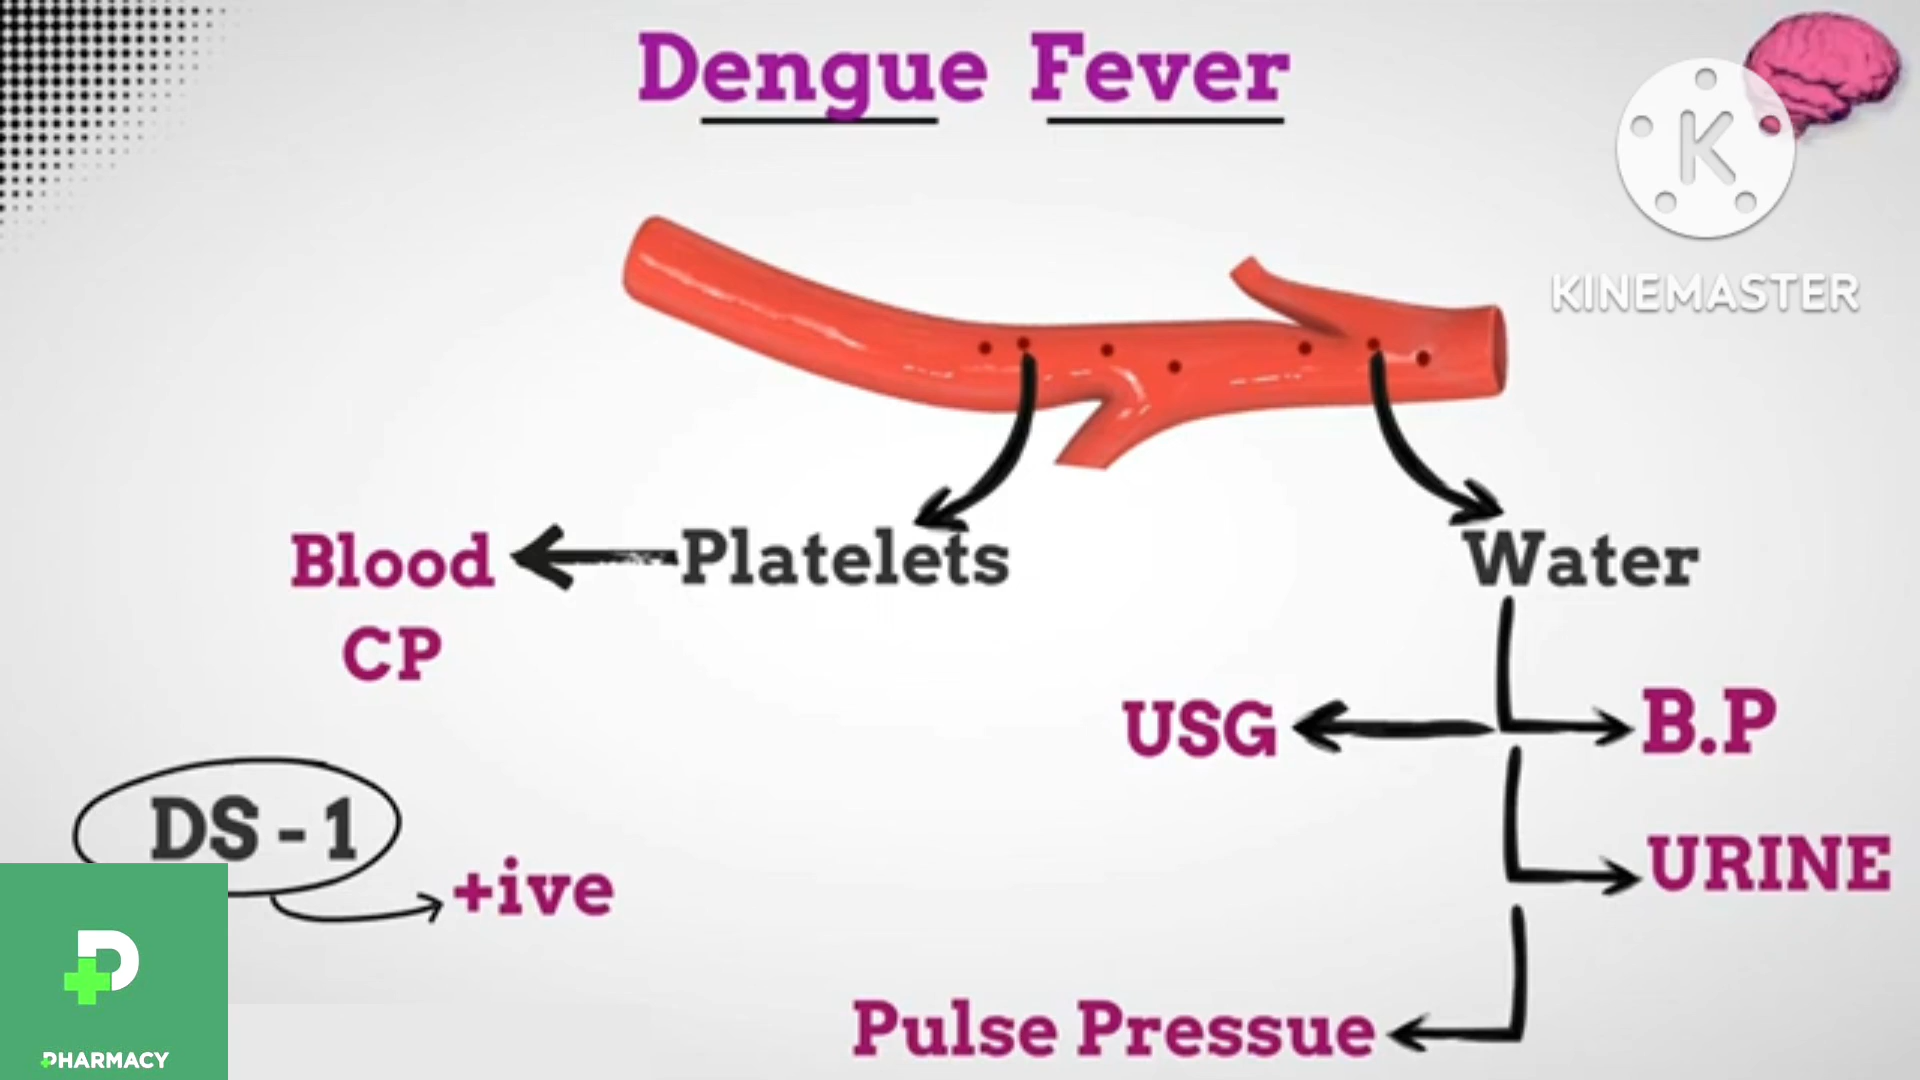 Dengue Fever
K
KINEMASTER
Blood
CP
Platelets
Water
USG
B.P
DS - 1
+ive
URINE
Pulse Pressue
PHARMACY